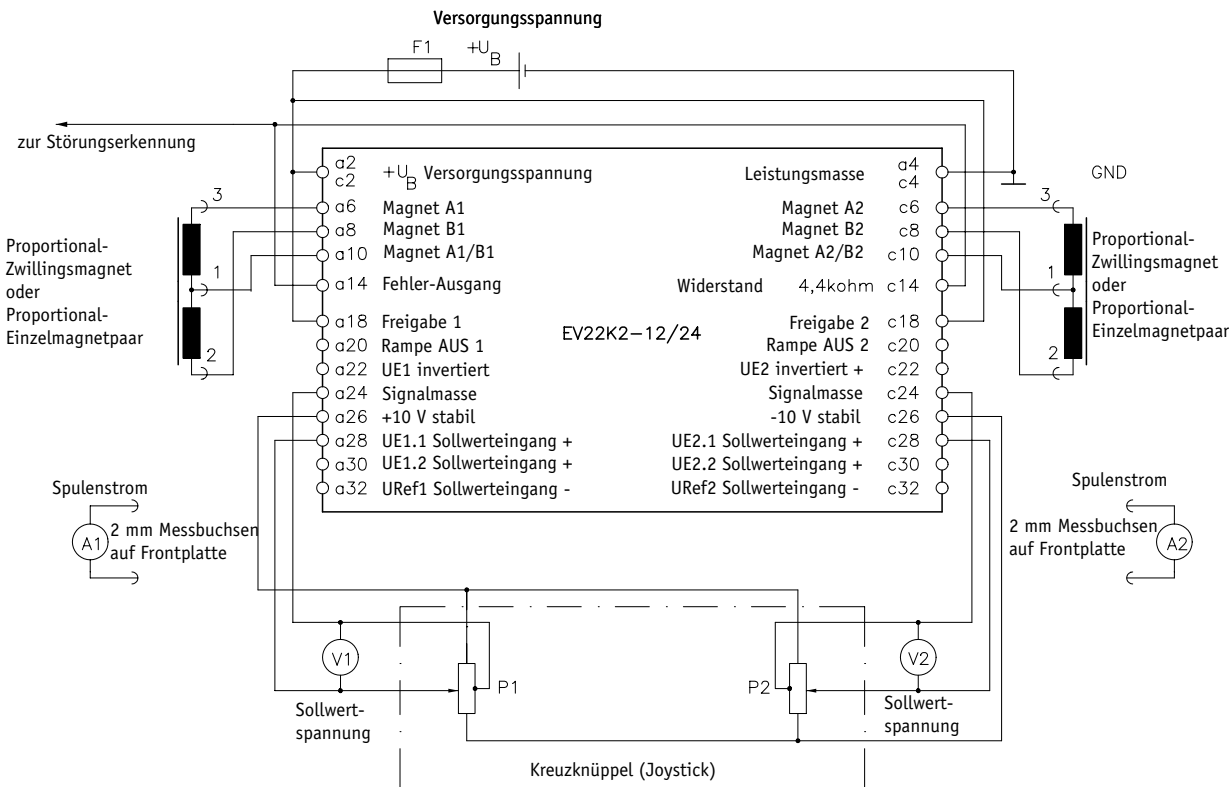 Versorgungsspannung
F1
+UB
zur Störungserkennung
a2
c2
+UB Versorgungsspannung
Leistungsmasse
a4
c4
GND
3
a6 Magnet A1
Magnet A2 c6
3
a8 Magnet B1
Magnet B2 c8
a10 Magnet A1/B1
Magnet A2/B2 c10
Proportional-
Zwillingsmagnet
oder
Proportional-
Einzelmagnetpaar
1
2
Proportional-
Zwillingsmagnet
oder
Proportional-
Einzelmagnetpaar
1
2
a14 Fehler-Ausgang
Widerstand 4,4kohm c14
EV22K2-12/24
a18 Freigabe 1
Freigabe 2 c18
a20 Rampe AUS 1
Rampe AUS 2 c20
a22 UE1 invertiert
UE2 invertiert + c22
a24 Signalmasse
Signalmasse c24
a26 +10 V stabil
-10 V stabil c26
a28 UE1.1 Sollwerteingang +
UE2.1 Sollwerteingang + c28
a30 UE1.2 Sollwerteingang +
UE2.2 Sollwerteingang + c30
a32 URef1 Sollwerteingang -
URef2 Sollwerteingang - c32
Spulenstrom
A1
2 mm Messbuchsen
auf Frontplatte
Spulenstrom
2 mm Messbuchsen
auf Frontplatte
A2
V1
P1
P2
V2
Sollwert-
spannung
Sollwert-
spannung
Kreuzknüppel (Joystick)